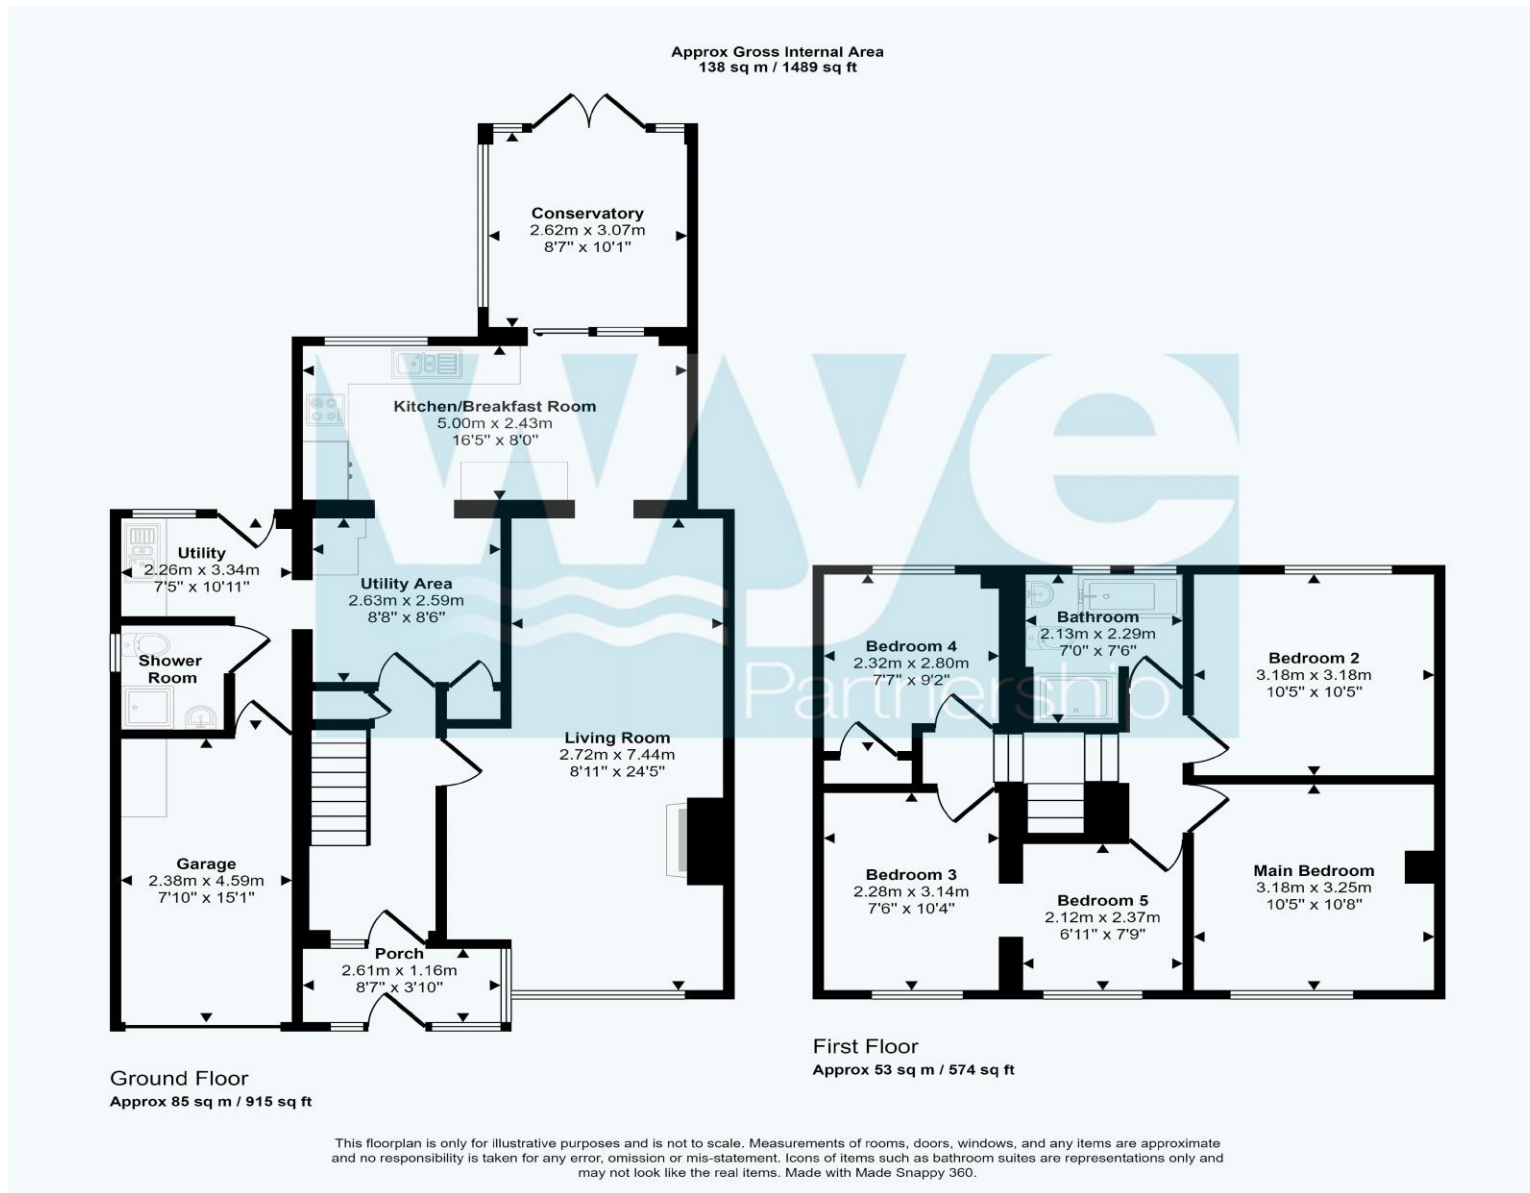 Approx Gross Internal Area
138 sq m / 1489 sq ft
Conservatory
2.62m x 3.07m
8'7" x 10'1"
Kitchen/Breakfast Room
5.00m x 2.43m
16'5" x 8'0"
Utility
2.26m x 3.34m
7'5" x 10'11"
Utility Area
2.63m x 2.59m
8'8" x 8'6"
Shower
Room
Living Room
2.72m x 7.44m
8'11" x 24'5"
Garage
2.38m x 4.59m
7'10" x 15'1"
Porch
2.61m x 1.16m
8'7" x 3'10"
Ground Floor
Approx 85 sq m / 915 sq ft
wye
Partnership
Bedroom 4
2.32m x 2.80m
7'7" x 9'2"
Bathroom
2.13m x 2.29m
7'0" x 7'6"
Bedroom 2
3.18m x 3.18m
10'5" x 10'5"
Bedroom 3
2.28m x 3.14m
7'6" x 10'4"
Bedroom 5
2.12m x 2.37m
6'11" x 7'9"
Main Bedroom
3.18m x 3.25m
10'5" x 10'8"
First Floor
Approx 53 sq m / 574 sq ft
This floorplan is only for illustrative purposes and is not to scale. Measurements of rooms, doors, windows, and any items are approximate
and no responsibility is taken for any error, omission or mis-statement. Icons of items such as bathroom suites are representations only and
may not look like the real items. Made with Made Snappy 360.